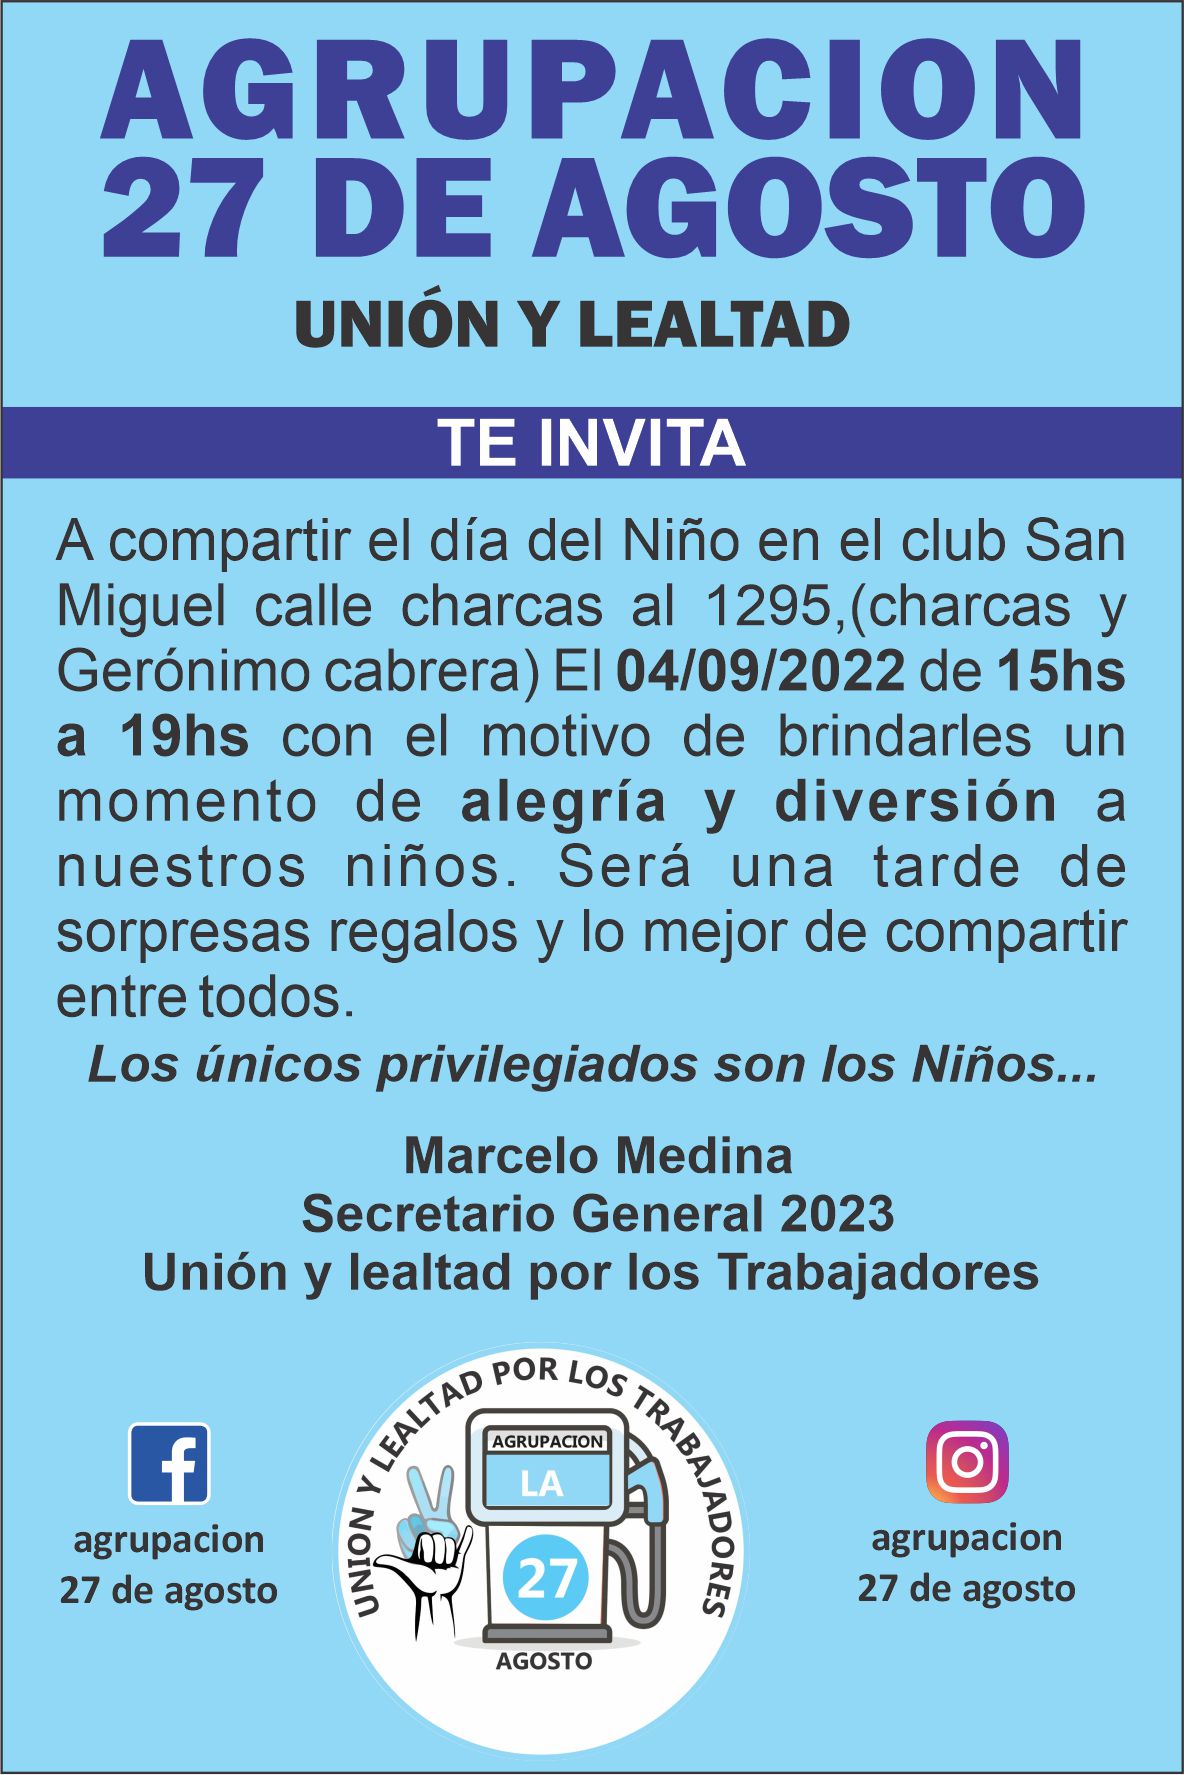 AGRUPACION
27 DE AGOSTO
UNIÓN Y LEALTAD
TE INVITA
A compartir el día del Niño en el club San
Miguel calle charcas al 1295,(charcas y
Gerónimo cabrera) El 04/09/2022 de 15hs
a 19hs con el motivo de brindarles un
momento de alegría y diversión a
nuestros niños. Será una tarde de
sorpresas regalos y lo mejor de compartir
entre todos.
Los únicos privilegiados son los Niños...
Marcelo Medina
Secretario General 2023
Unión y lealtad por los Trabajadores
UNION Y LEALTAD POR LOS TRABAJADORES
AGRUPACION
LA
27
AGOSTO
agrupacion
27 de agosto
agrupacion
27 de agosto